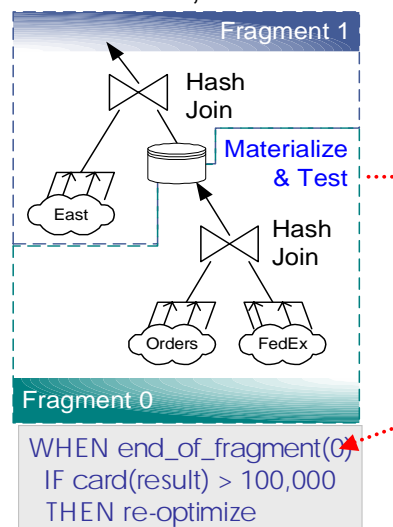 Fragment 1
Hash
Join
Materialize
& Test
East
Hash
Join
Orders
FedEx
Fragment 0
WHEN end_of_fragment(0)
IF card(result) > 100,000
THEN re-optimize